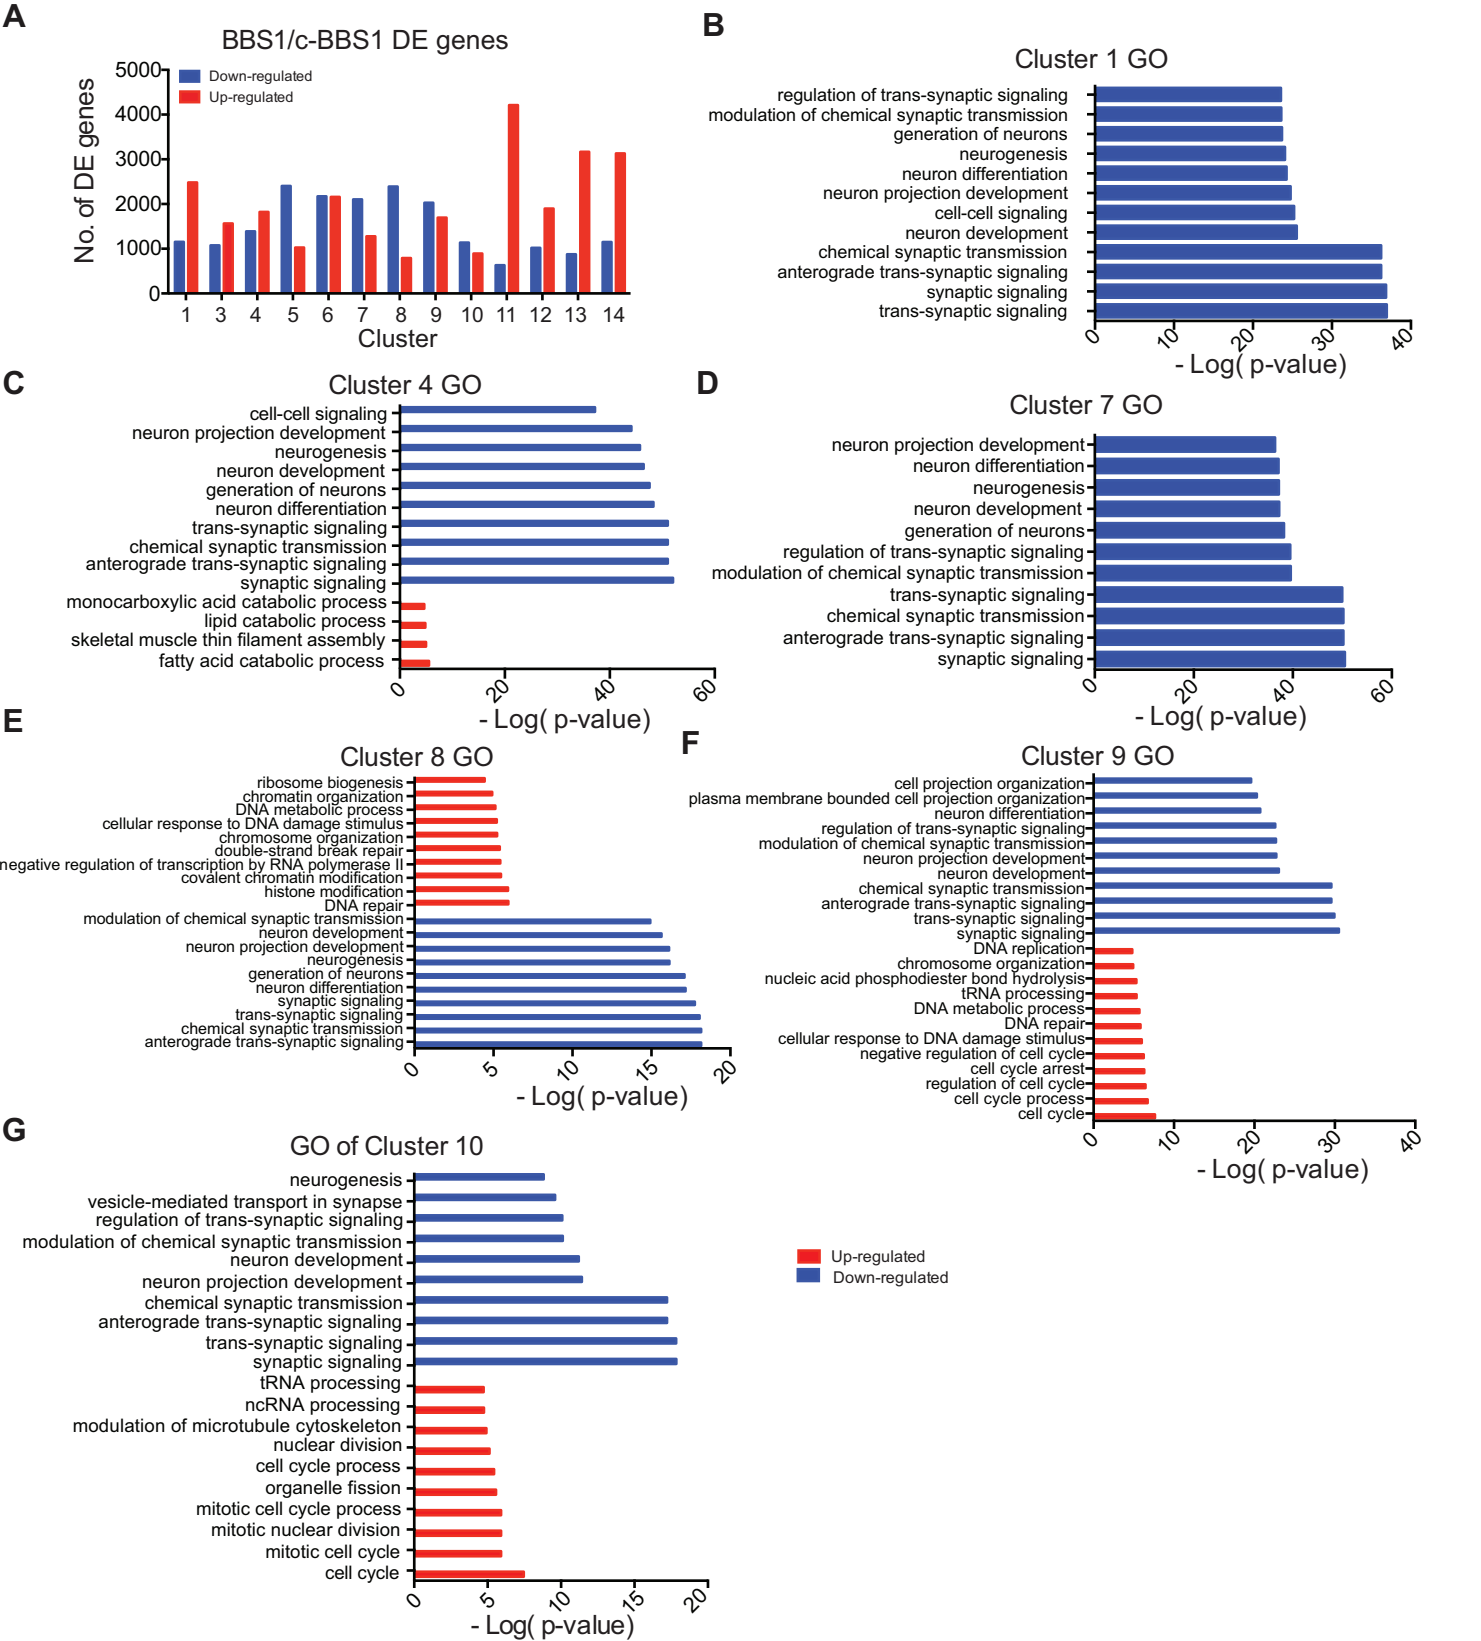 A
BBS1/c-BBS1 DE genes
Down-regulated
Up-regulated
No. of DE genes
5000
4000
3000
2000
1000
0
1 3 4 5 6 7 8 9 10 11 12 13 14
Cluster
B
Cluster 1 GO
regulation of trans-synaptic signaling
modulation of chemical synaptic transmission
generation of neurons
neurogenesis
neuron differentiation
neuron projection development
cell-cell signaling
neuron development
chemical synaptic transmission
anterograde trans-synaptic signaling
synaptic signaling
trans-synaptic signaling
0 10 20 30 40
- Log( p-value)
C
Cluster 4 GO
cell-cell signaling
neuron projection development
neurogenesis
neuron development
generation of neurons
neuron differentiation
trans-synaptic signaling
chemical synaptic transmission
anterograde trans-synaptic signaling
synaptic signaling
monocarboxylic acid catabolic process
lipid catabolic process
skeletal muscle thin filament assembly
fatty acid catabolic process
0 20 40 60
- Log( p-value)
D
Cluster 7 GO
neuron projection development
neuron differentiation
neurogenesis
neuron development
generation of neurons
regulation of trans-synaptic signaling
modulation of chemical synaptic transmission
trans-synaptic signaling
chemical synaptic transmission
anterograde trans-synaptic signaling
synaptic signaling
0 20 40 60
- Log( p-value)
E
Cluster 8 GO
ribosome biogenesis
chromatin organization
DNA metabolic process
cellular response to DNA damage stimulus
chromosome organization
double-strand break repair
negative regulation of transcription by RNA polymerase II
covalent chromatin modification
histone modification
DNA repair
modulation of chemical synaptic transmission
neuron development
neuron projection development
neurogenesis
generation of neurons
neuron differentiation
synaptic signaling
trans-synaptic signaling
chemical synaptic transmission
anterograde trans-synaptic signaling
0 5 10 15 20
- Log( p-value)
F
Cluster 9 GO
cell projection organization
plasma membrane bounded cell projection organization
neuron differentiation
regulation of trans-synaptic signaling
modulation of chemical synaptic transmission
neuron projection development
neuron development
chemical synaptic transmission
anterograde trans-synaptic signaling
trans-synaptic signaling
synaptic signaling
DNA replication
chromosome organization
nucleic acid phosphodiester bond hydrolysis
tRNA processing
DNA metabolic process
DNA repair
cellular response to DNA damage stimulus
negative regulation of cell cycle
cell cycle arrest
regulation of cell cycle
cell cycle process
cell cycle
0 10 20 30 40
- Log( p-value)
G
GO of Cluster 10
neurogenesis
vesicle-mediated transport in synapse
regulation of trans-synaptic signaling
modulation of chemical synaptic transmission
neuron development
neuron projection development
chemical synaptic transmission
anterograde trans-synaptic signaling
trans-synaptic signaling
synaptic signaling
tRNA processing
ncRNA processing
modulation of microtubule cytoskeleton
nuclear division
cell cycle process
organelle fission
mitotic cell cycle process
mitotic nuclear division
mitotic cell cycle
cell cycle
0 5 10 15 20
- Log( p-value)
Up-regulated
Down-regulated